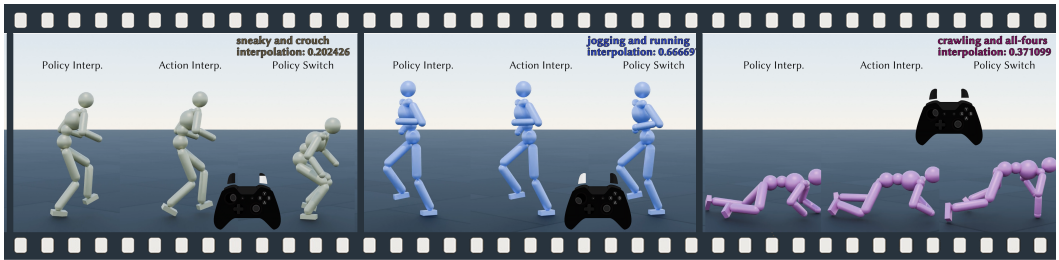 sneaky and crouch
interpolation: 0.202426
Policy Interp.
Action Interp.
Policy Switch
jogging and running
interpolation: 0.66669
Policy Interp.
Action Interp.
Policy Switch
crawling and all-fours
interpolation: 0.371099
Policy Interp.
Action Interp.
Policy Switch